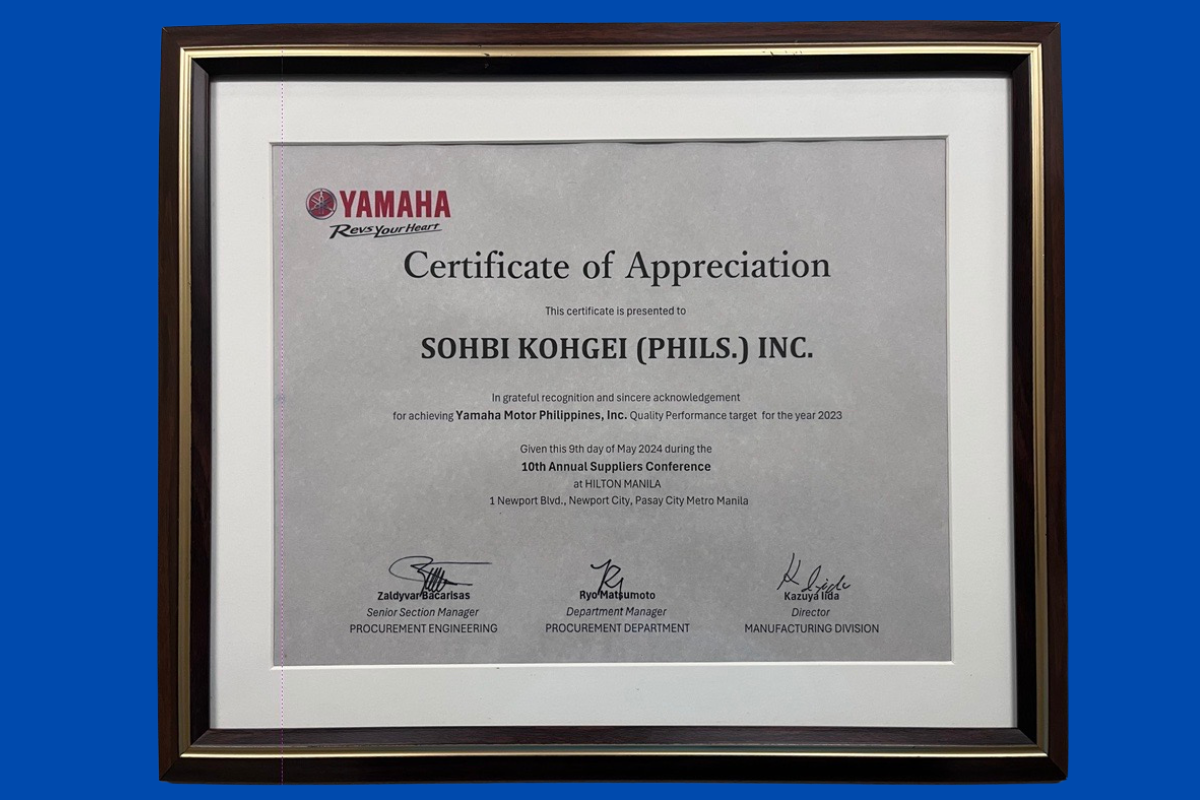 YAMAHA
Revs Your Heart
Certificate of Appreciation
This certificate is presented to
SOHBI KOHGEI (PHILS.) INC.
In grateful recognition and sincere acknowledgement
for achieving Yamaha Motor Philippines, Inc. Quality Performance target for the year 2023
Given this 9th day of May 2024 during the
10th Annual Suppliers Conference
at HILTON MANILA
1 Newport Blvd., Newport City, Pasay City Metro Manila
Zaldyvar Bacarisas
Senior Section Manager
PROCUREMENT ENGINEERING
Ryo Matsumoto
Department Manager
PROCUREMENT DEPARTMENT
Kazuya Iida
Director
MANUFACTURING DIVISION